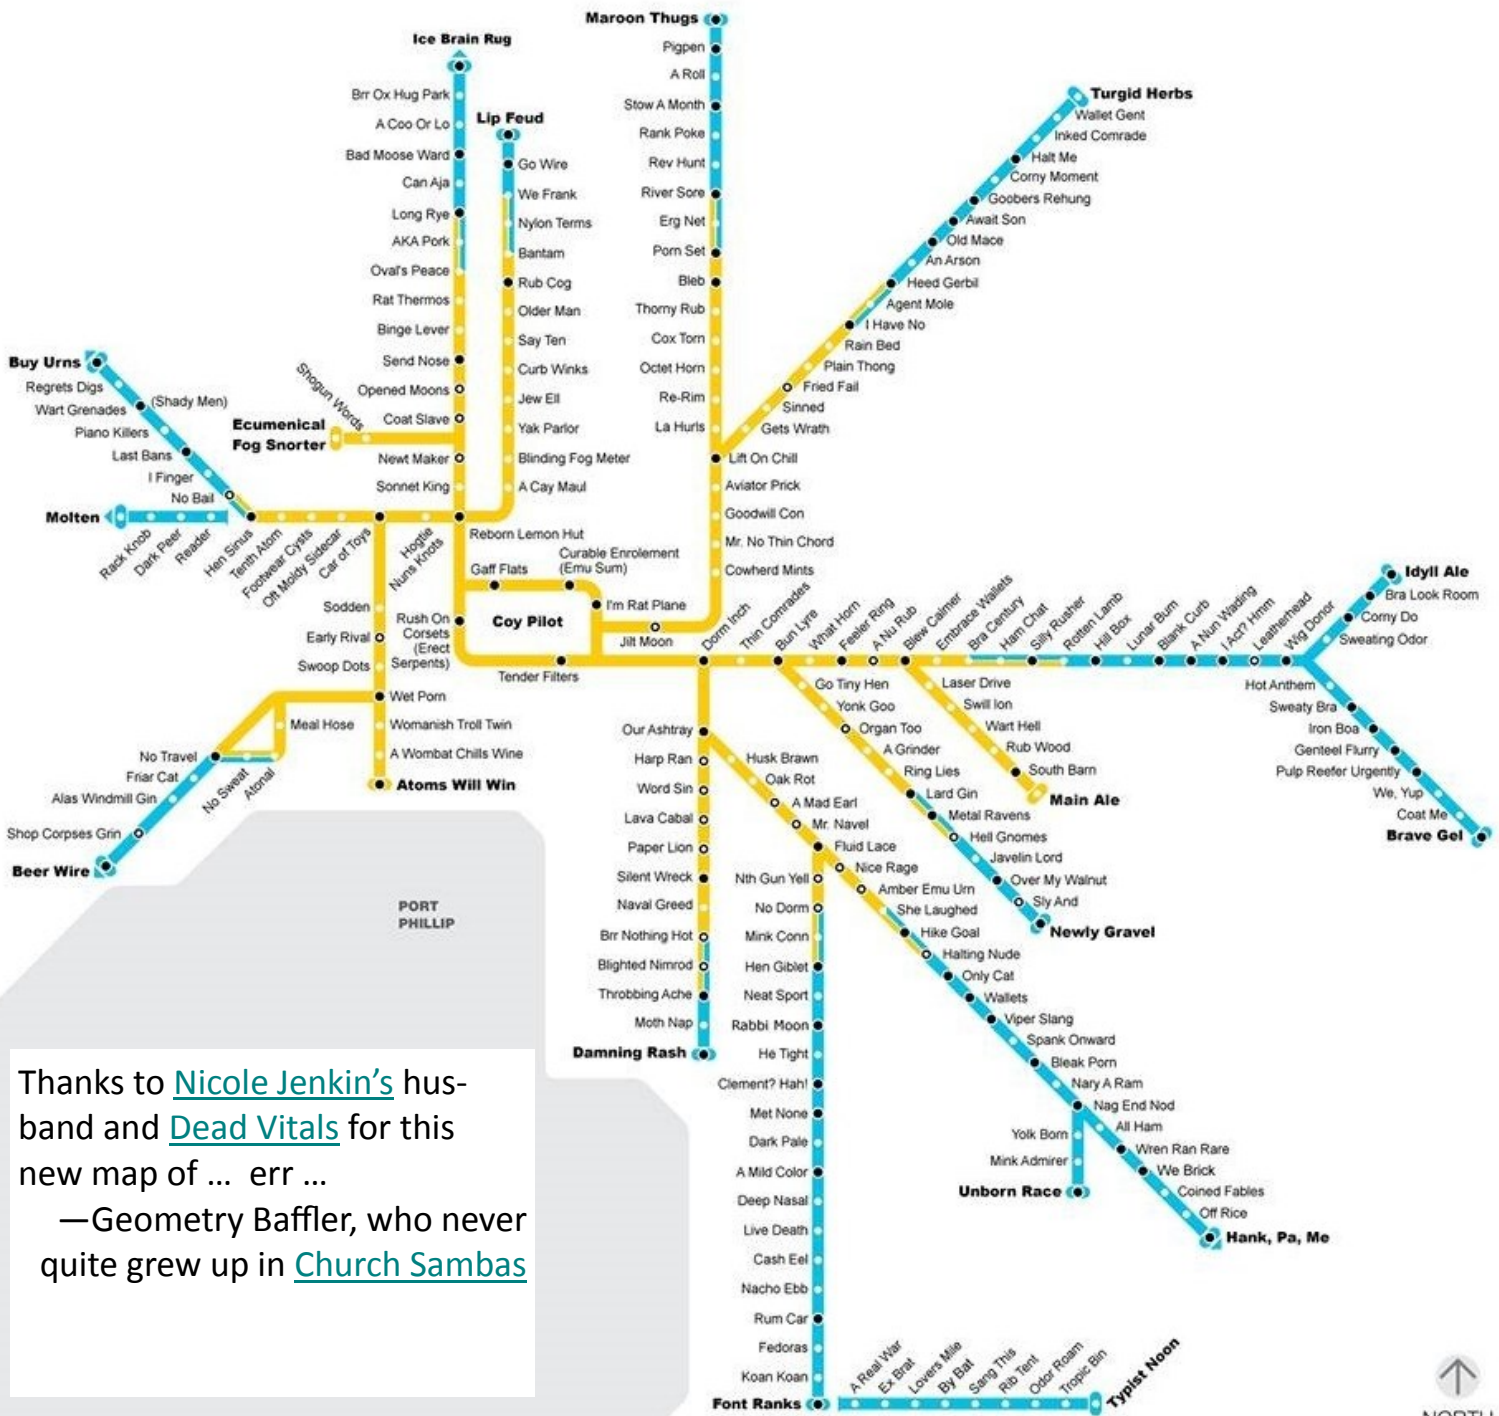 Maroon Thugs
Pigpen
A Roll
Stow A Month
Rank Poke
Rev Hunt
River Sore
Erg Net
Porn Set
Bleb
Thorny Rub
Cox Torn
Octet Horn
Re-Rim
La Hurls
Lift On Chill
Aviator Prick
Goodwill Con
Mr. No Thin Chord
Cowherd Mints
Jilt Moon
Ice Brain Rug
Brr Ox Hug Park
A Coo Or Lo
Bad Moose Ward
Can Aja
Long Rye
AKA Pork
Oval's Peace
Rat Thermos
Binge Lever
Send Nose
Opened Moons
Coat Slave
Newt Maker
Sonnet King
Reborn Lemon Hut
Lip Feud
Go Wire
We Frank
Nylon Terms
Bantam
Rub Cog
Older Man
Say Ten
Curb Winks
Jew Ell
Yak Parlor
Blinding Fog Meter
A Cay Maul
Turgid Herbs
Wallet Gent
Inked Comrade
Halt Me
Corny Moment
Goobers Rehung
Await Son
Old Mace
An Arson
Heed Gerbil
Agent Mole
I Have No
Rain Bed
Plain Thong
Fried Fail
Sinned
Gets Wrath
Shogun Words
Ecumenical
Fog Snorter
Buy Urns
Regrets Digs
Wart Grenades
(Shady Men)
Piano Killers
Last Bans
I Finger
No Bail
Molten
Rack Knob
Dark Peer
Reader
Hen Sinus
Tenth Atom
Footwear Cysts
Oft Moldy Sidecar
Car of Toys
Hogtie
Nuns Knots
Gaff Flats
Curable Enrolement
(Emu Sum)
I'm Rat Plane
Coy Pilot
Rush On
Corsets
(Erect
Serpents)
Tender Filters
Sodden
Early Rival
Swoop Dots
Wet Porn
Meal Hose
Womanish Troll Twin
A Wombat Chills Wine
Atoms Will Win
No Travel
No Sweat
Atonal
Friar Cat
Alas Windmill Gin
Shop Corpses Grin
Beer Wire
Dorm Inch
Thin Comrades
Bun Lyre
What Horn
Feeler Ring
A Nu Rub
Blew Calmer
Embrace Wallets
Bra Century
Ham Chat
Silly Rusher
Rotten Lamb
Hill Box
Lunar Bum
Blank Curb
A Nun Wading
I Act? Hmm
Leatherhead
Wig Donor
Idyll Ale
Bra Look Room
Corny Do
Sweating Odor
Hot Anthem
Sweaty Bra
Iron Boa
Genteel Flurry
Pulp Reefer Urgently
We, Yup
Coat Me
Brave Gel
Laser Drive
Swill Ion
Wart Hell
Rub Wood
South Barn
Main Ale
Go Tiny Hen
Yonk Goo
Organ Too
A Grinder
Ring Lies
Lard Gin
Metal Ravens
Hell Gnomes
Javelin Lord
Over My Walnut
Sly And
Newly Gravel
Our Ashtray
Harp Ran
Word Sin
Lava Cabal
Paper Lion
Silent Wreck
Naval Greed
Brr Nothing Hot
Blighted Nimrod
Throbbing Ache
Moth Nap
Damning Rash
Husk Brawn
Oak Rot
A Mad Earl
Mr. Navel
Fluid Lace
Nice Rage
Amber Emu Urn
She Laughed
Hike Goal
Halting Nude
Only Cat
Wallets
Viper Slang
Spank Onward
Bleak Porn
Nary A Ram
Nag End Nod
All Ham
Wren Ran Rare
We Brick
Coined Fables
Off Rice
Hank, Pa, Me
Yolk Born
Mink Admirer
Unborn Race
Nth Gun Yell
No Dorm
Mink Conn
Hen Giblet
Neat Sport
Rabbi Moon
He Tight
Clement? Hah!
Met None
Dark Pale
A Mild Color
Deep Nasal
Live Death
Cash Eel
Nacho Ebb
Rum Car
Fedoras
Koan Koan
Font Ranks
A Real War
Ex Brat
Lovers Mile
By Bat
Sang This
Rib Tent
Odor Roam
Tropic Bin
Typist Noon
PORT
PHILLIP
Thanks to Nicole Jenkin's hus-
band and Dead Vitals for this
new map of … err …
—Geometry Baffler, who never
quite grew up in Church Sambas
NORTH